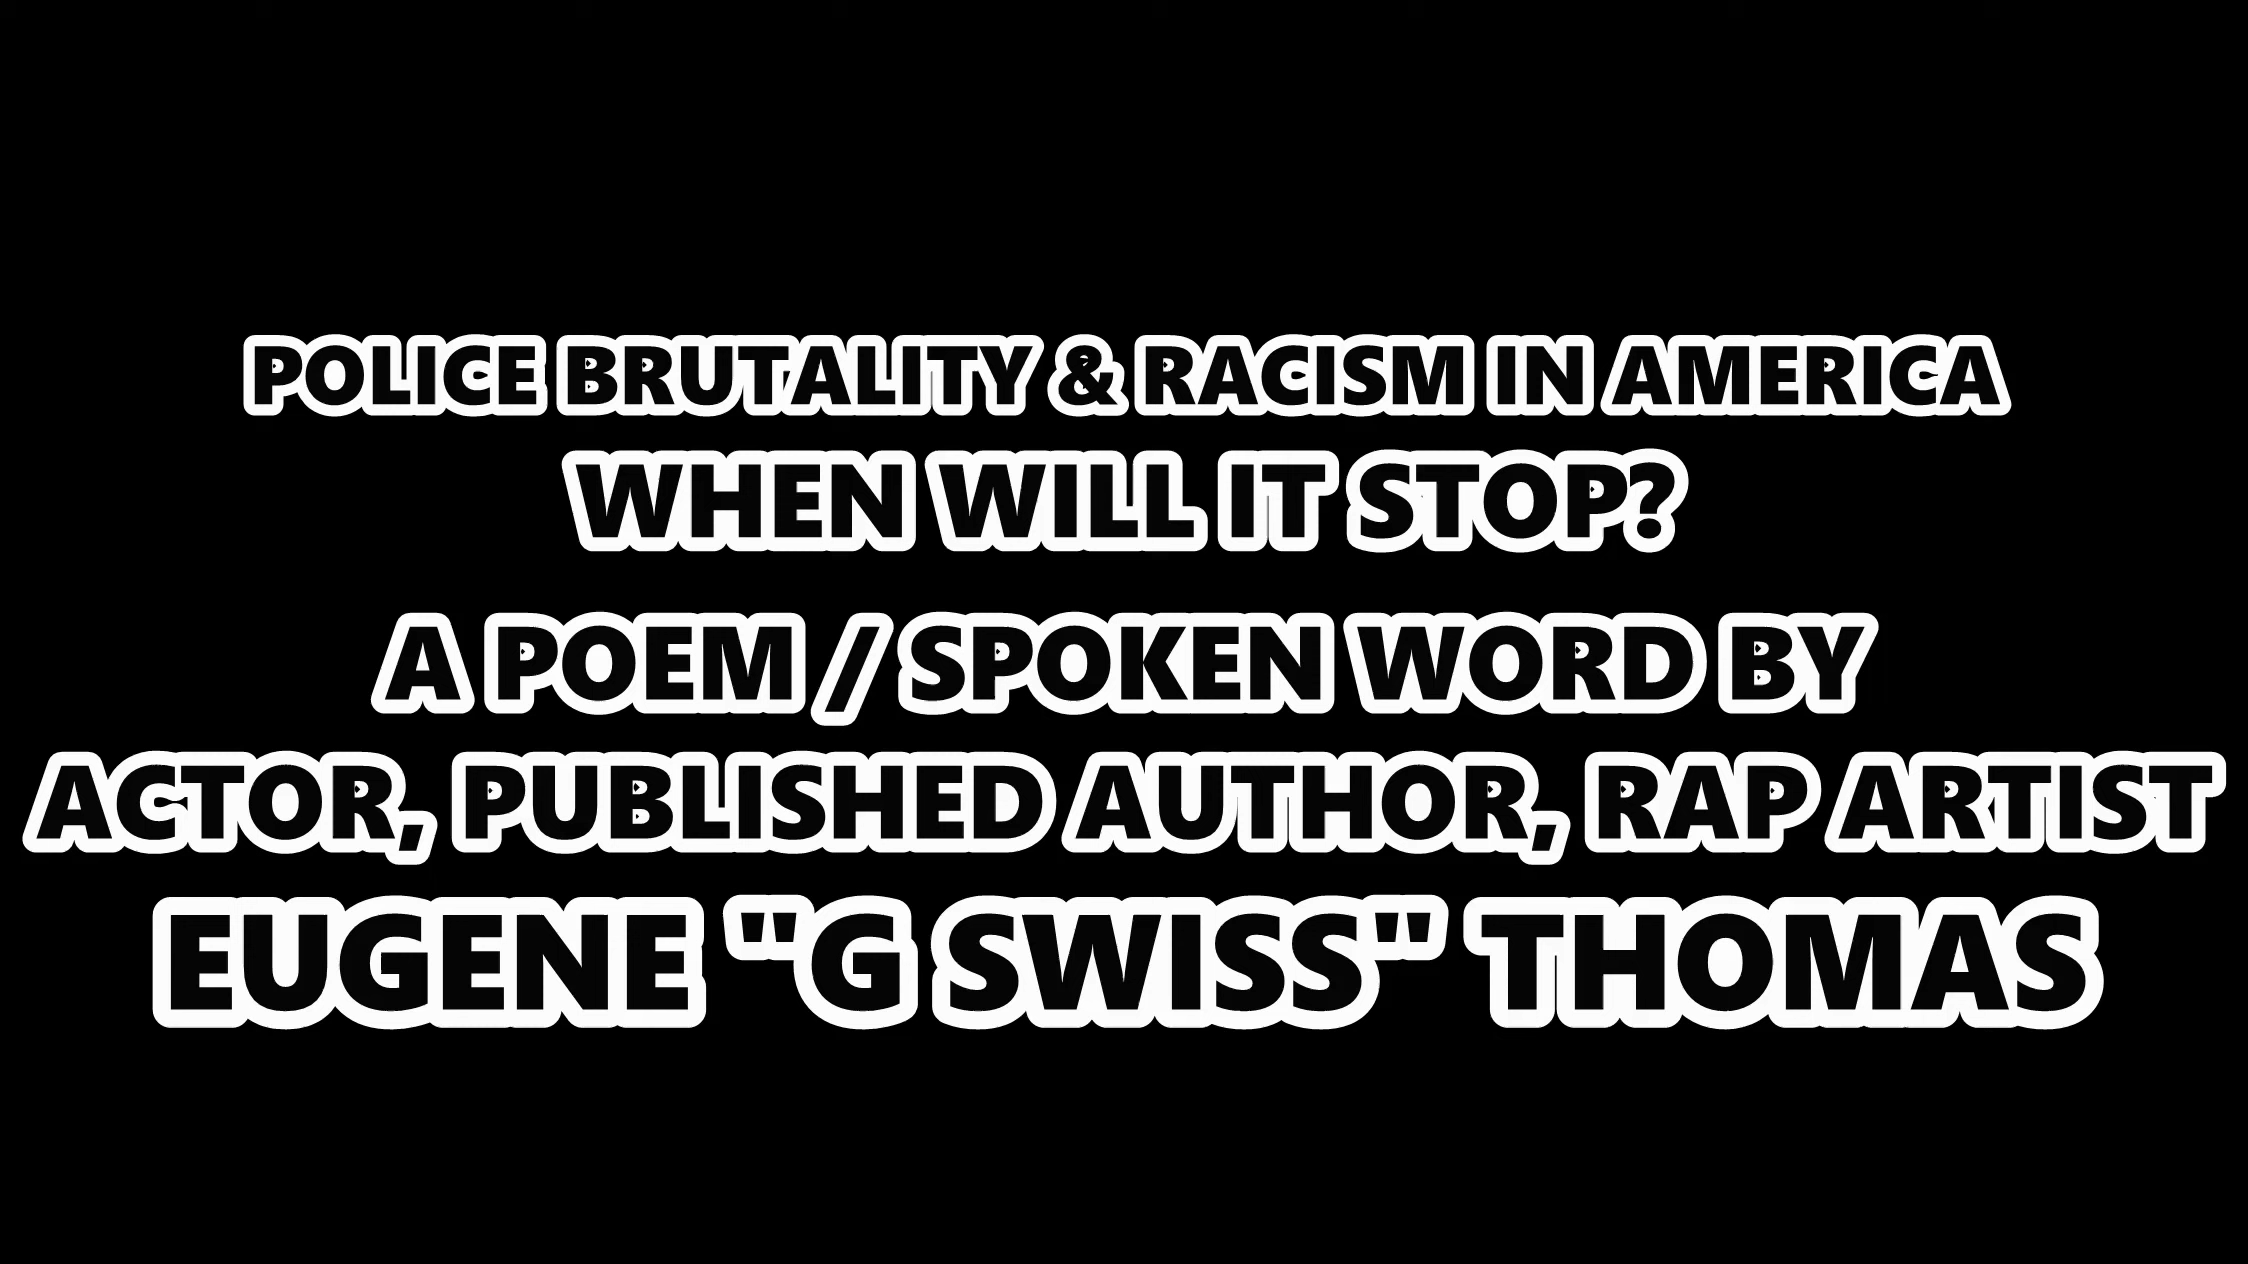 POLICE BRUTALITY & RACISM IN AMERICA
WHEN WILL IT STOP?
A POEM / SPOKEN WORD BY
ACTOR, PUBLISHED AUTHOR, RAP ARTIST
EUGENE "G SWISS" THOMAS